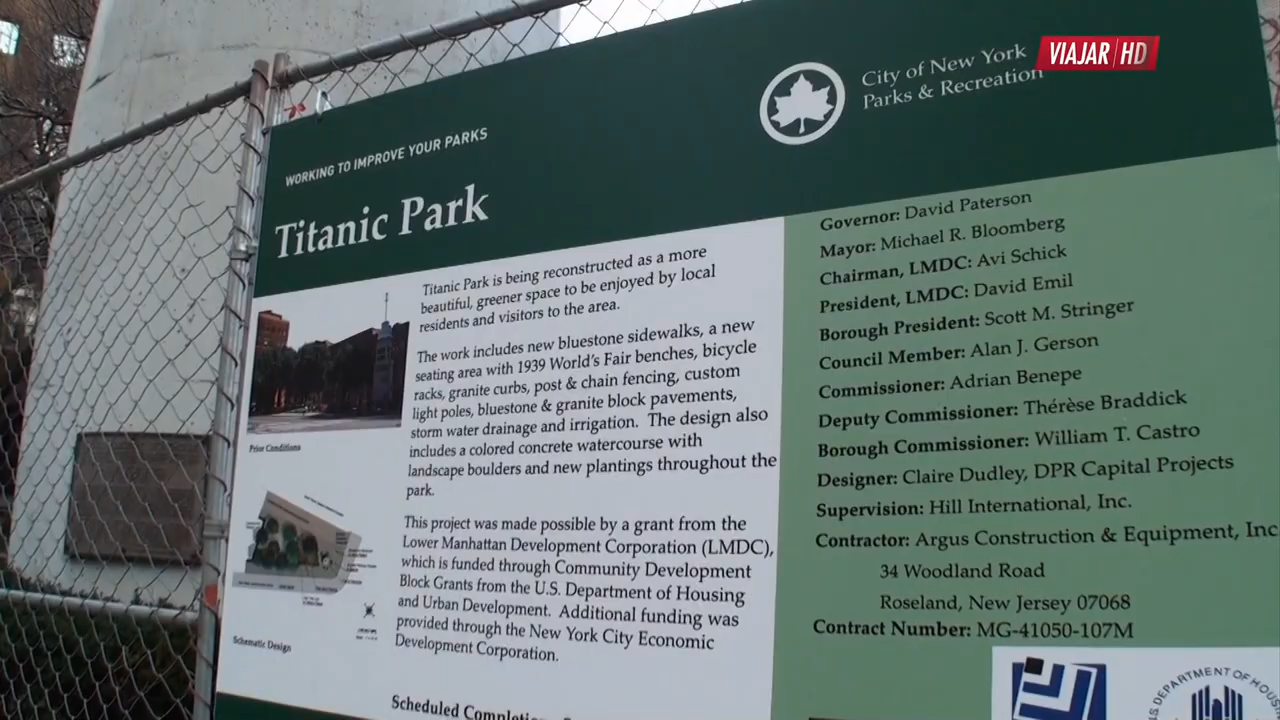 VIAJAR HD
City of New York
Parks & Recreation
WORKING TO IMPROVE YOUR PARKS
Titanic Park
Titanic Park is being reconstructed as a more
beautiful, greener space to be enjoyed by local
residents and visitors to the area.
The work includes new bluestone sidewalks, a new
seating area with 1939 World's Fair benches, bicycle
racks, granite curbs, post & chain fencing, custom
light poles, bluestone & granite block pavements,
storm water drainage and irrigation. The design also
includes a colored concrete watercourse with
landscape boulders and new plantings throughout the
park.
This project was made possible by a grant from the
Lower Manhattan Development Corporation (LMDC),
which is funded through Community Development
Block Grants from the U.S. Department of Housing
and Urban Development. Additional funding was
provided through the New York City Economic
Development Corporation.
Scheduled
Prior Conditions
Schematic Design
Governor: David Paterson
Mayor: Michael R. Bloomberg
Chairman, LMDC: Avi Schick
President, LMDC: David Emil
Borough President: Scott M. Stringer
Council Member: Alan J. Gerson
Commissioner: Adrian Benepe
Deputy Commissioner: Thérèse Braddick
Borough Commissioner: William T. Castro
Designer: Claire Dudley, DPR Capital Projects
Supervision: Hill International, Inc.
Contractor: Argus Construction & Equipment, Inc
34 Woodland Road
Roseland, New Jersey 07068
Contract Number: MG-41050-107M
DEPARTMENT OF HOUS